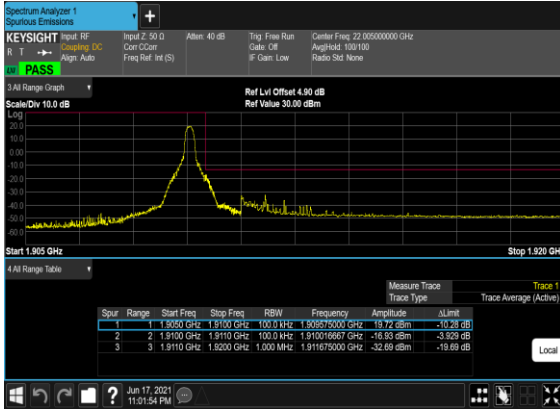 Spectrum Analyzer 1
Spurious Emissions
+
KEYSIGHT
R T
Input: RF
Coupling: DC
Align: Auto
Input Z: 50 Ω
Corr CCorr
Freq Ref: Int (S)
Atten: 40 dB
Trig: Free Run
Gate: Off
IF Gain: Low
Center Freq: 22.005000000 GHz
Avg|Hold: 100/100
Radio Std: None
PASS
3 All Range Graph
Scale/Div 10.0 dB
Ref Lvl Offset 4.90 dB
Ref Value 30.00 dBm
Log
20.0
10.0
0.00
-10.0
-20.0
-30.0
-40.0
-50.0
-60.0
Start 1.905 GHz
Stop 1.920 GH
4 All Range Table
Measure Trace Trace 1
Trace Type Trace Average (Active)
Spur Range Start Freq Stop Freq RBW Frequency Amplitude ΔLimit
1 1 1.9050 GHz 1.9100 GHz 100.0 kHz 1.909575000 GHz 19.72 dBm -10.28 dB
2 2 1.9100 GHz 1.9110 GHz 100.0 kHz 1.910016667 GHz -16.93 dBm -3.929 dB
3 3 1.9110 GHz 1.9200 GHz 1.000 MHz 1.911675000 GHz -32.69 dBm -19.69 dB
Local
?
Jun 17, 2021
11:01:54 PM